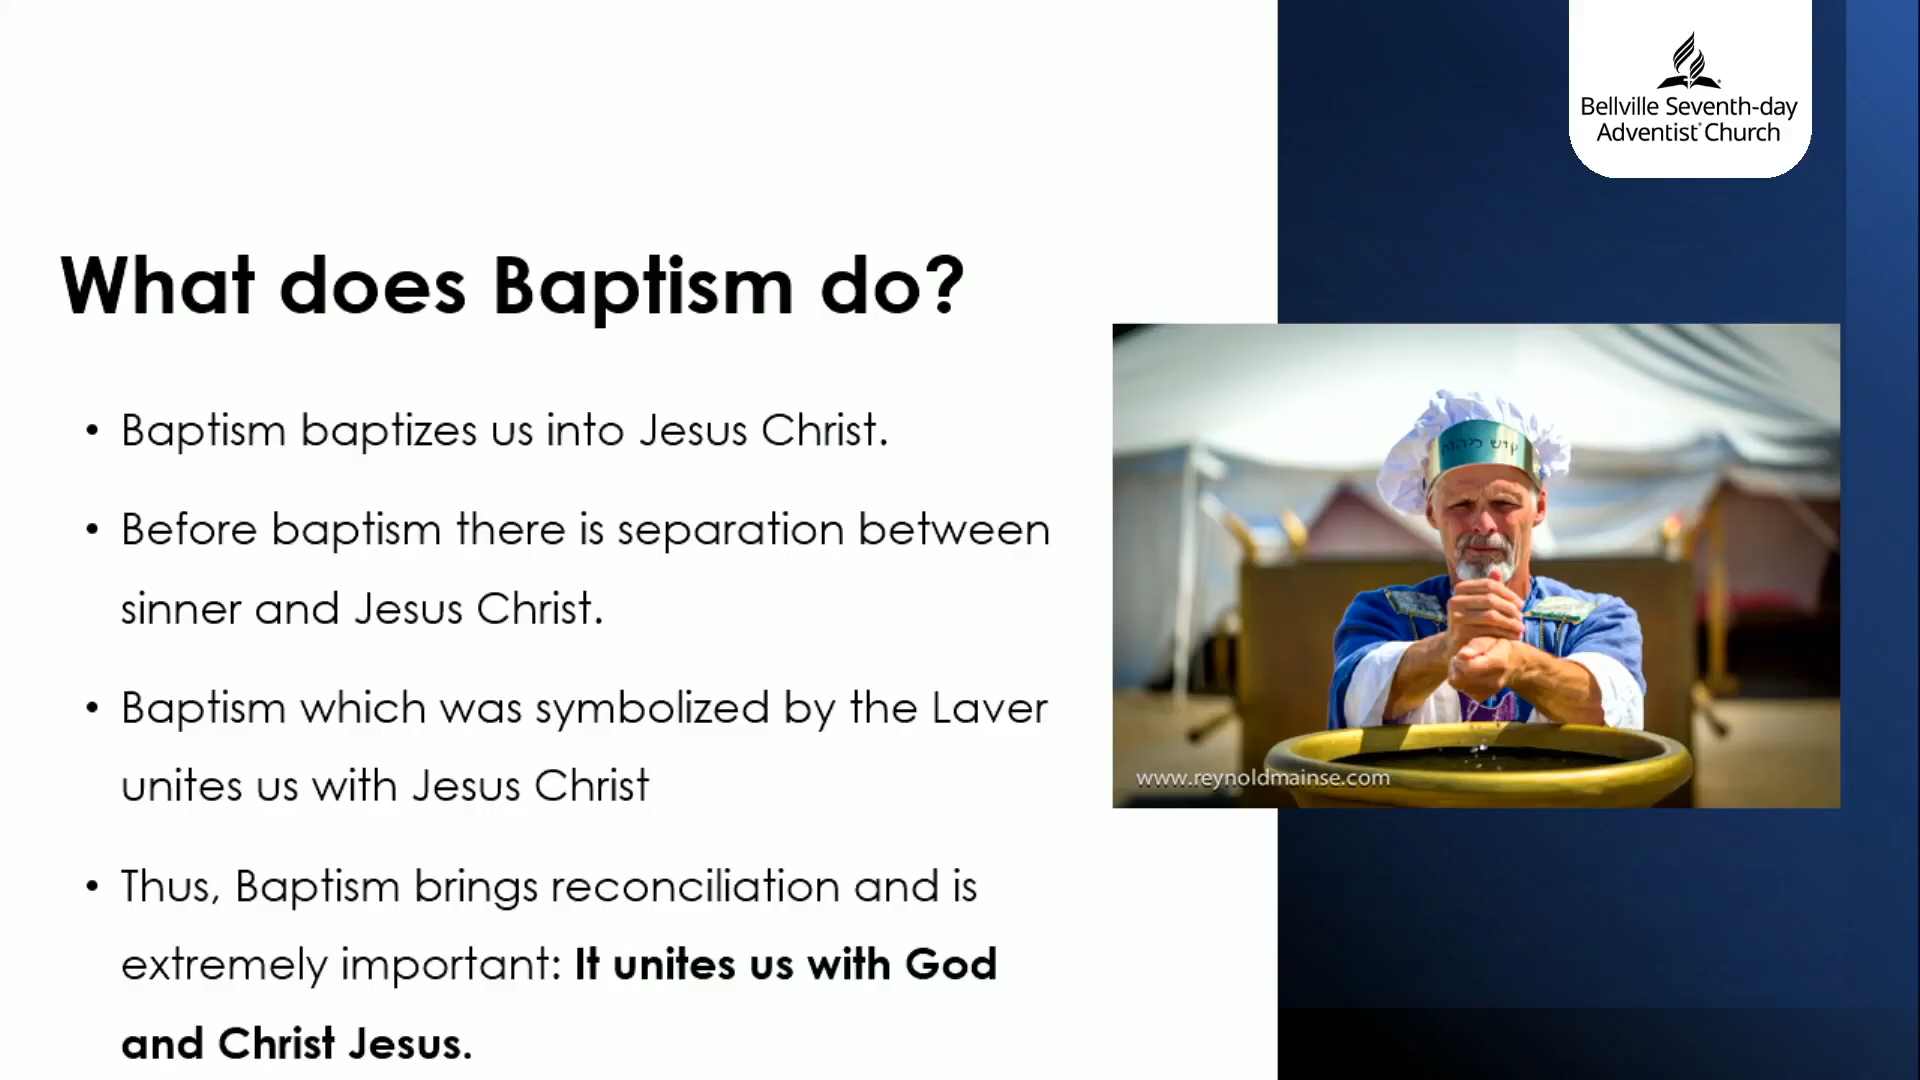 Bellville Seventh-day
Adventist® Church
What does Baptism do?
• Baptism baptizes us into Jesus Christ.
• Before baptism there is separation between
sinner and Jesus Christ.
• Baptism which was symbolized by the Laver
unites us with Jesus Christ
• Thus, Baptism brings reconciliation and is
extremely important: It unites us with God
and Christ Jesus.
קדש
www.reynoldmainse.com